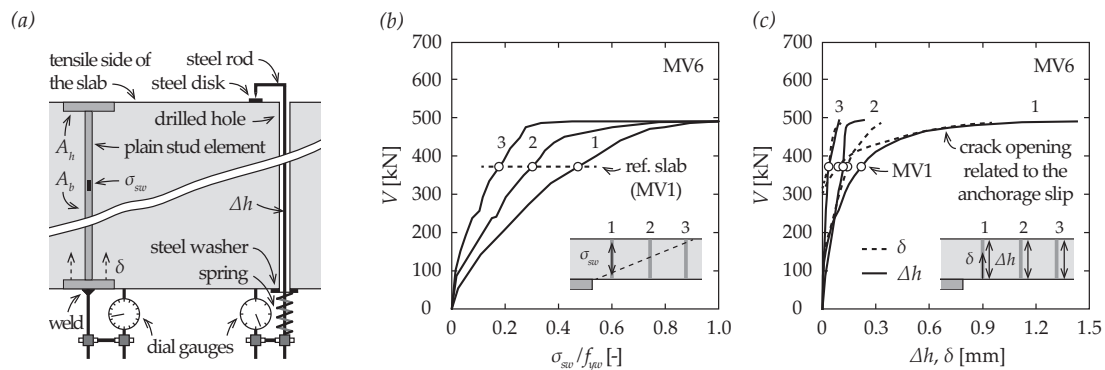 (a)
tensile side of
the slab
steel rod
steel disk
drilled hole
A_h
plain stud element
A_b
σ_sw
Δh
steel washer
spring
δ
weld
dial gauges
(b)
700
600
500
400
300
200
100
0
V [kN]
MV6
3
2
1
ref. slab
(MV1)
1 2 3
σ_sw
0 0.2 0.4 0.6 0.8 1.0
σ_sw/f_yw [-]
(c)
700
600
500
400
300
200
100
0
V [kN]
MV6
3 2 1
MV1
crack opening
related to the
anchorage slip
δ
Δh
1 2 3
δ Δh
0 0.3 0.6 0.9 1.2 1.5
Δh, δ [mm]